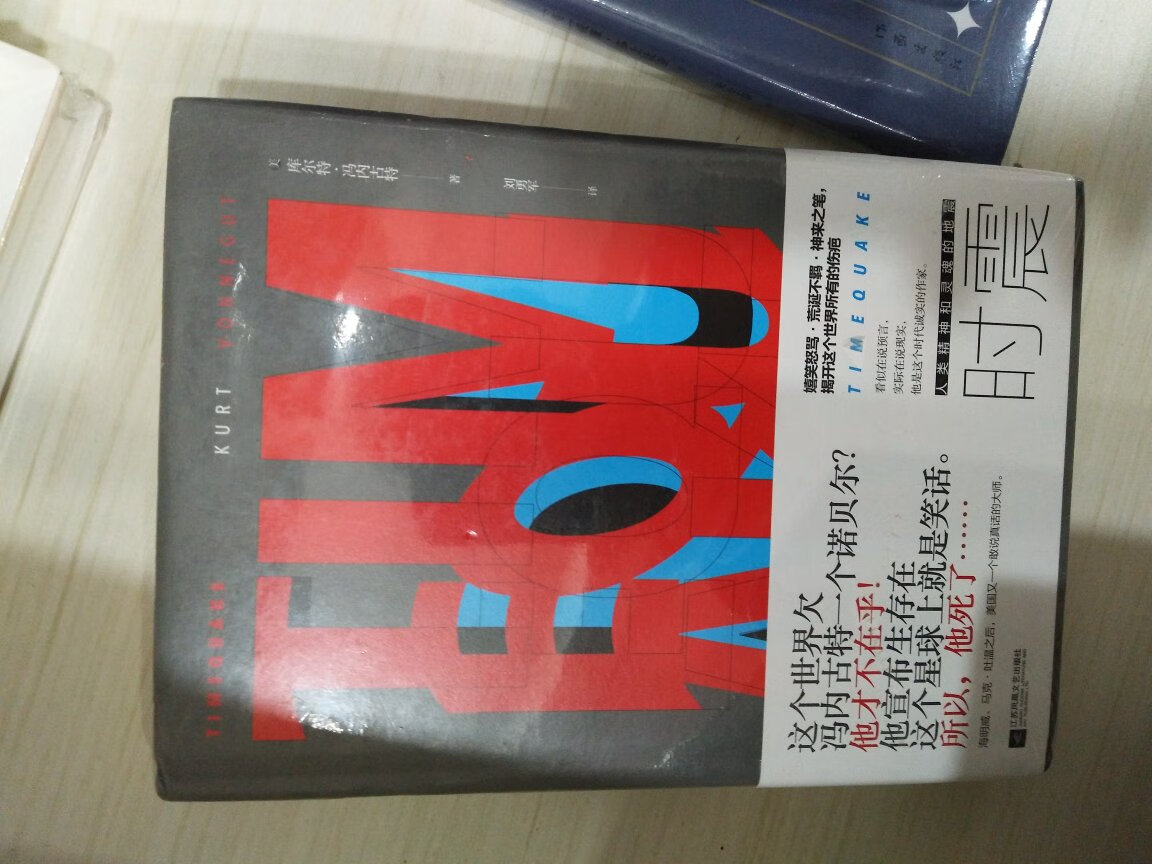 TIMEQUAKE
KURT VONNEGUT
美
库尔特·冯内古特
著
刘勇军
译
TIME
嬉笑怒骂·荒诞不羁·神来之笔,
揭开这个世界所有的伤疤
TIMEQUAKE
看似在说预言,
实际在说现实,
他是这个时代诚实的作家。
人类精神和灵魂的地震
时震
这个世界欠
冯内古特一个诺贝尔?
他才不在乎!
他宣布生存在
这个星球上就是笑话。
所以,他死了……
海明威、马克·吐温之后,美国又一个敢说真话的大师。
江苏凤凰文艺出版社